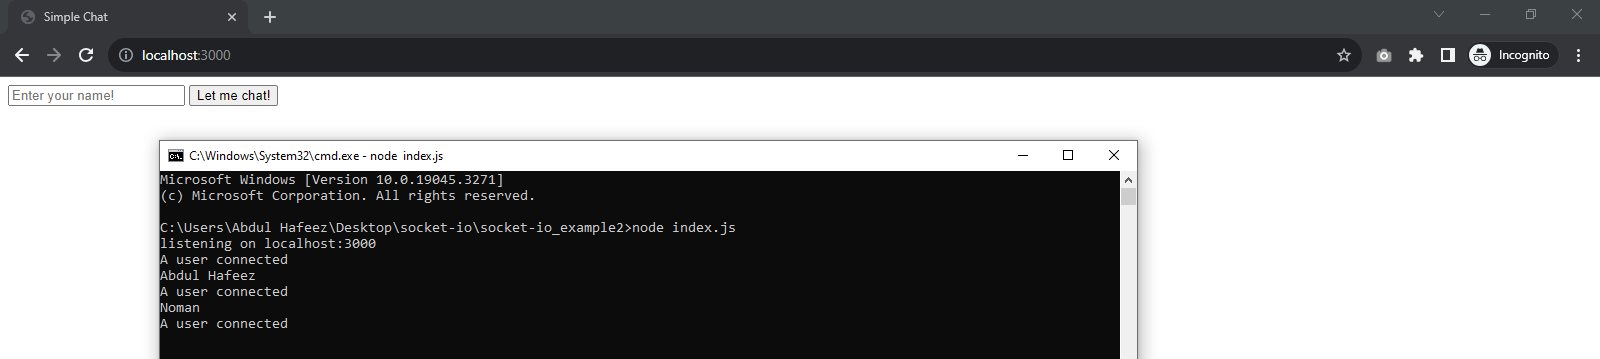 Simple Chat
localhost:3000
Incognito
Enter your name! Let me chat!
C:\Windows\System32\cmd.exe - node  index.js
Microsoft Windows [Version 10.0.19045.3271]
(c) Microsoft Corporation. All rights reserved.
C:\Users\Abdul Hafeez\Desktop\socket-io\socket-io_example2>node index.js
listening on localhost:3000
A user connected
Abdul Hafeez
A user connected
Noman
A user connected